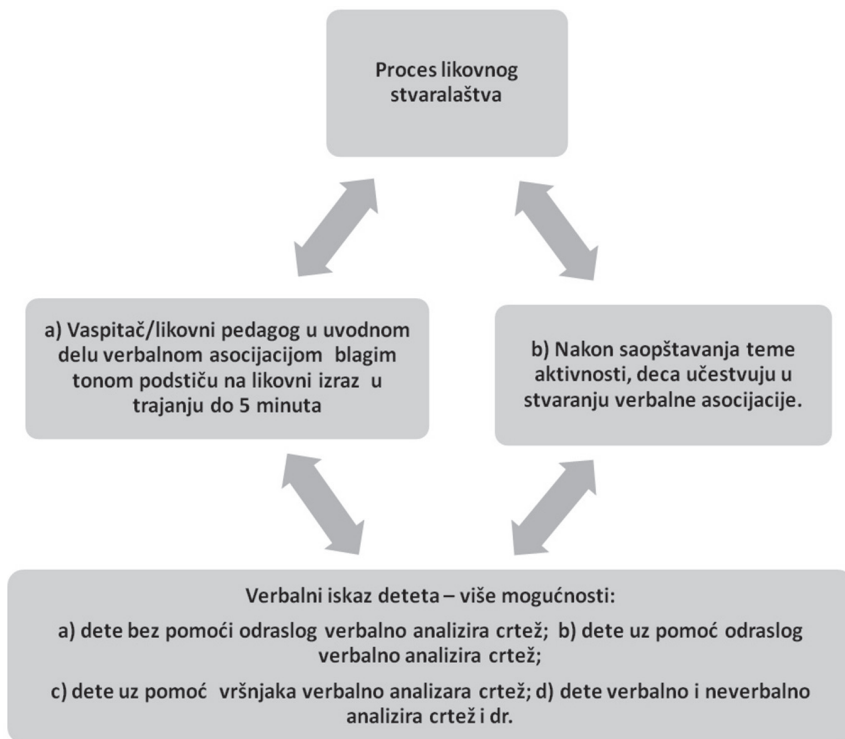 Proces likovnog
stvaralaštva
a) Vaspitač/likovni pedagog u uvodnom
delu verbalnom asocijacijom blagim
tonom podstiču na likovni izraz u
trajanju do 5 minuta
b) Nakon saopštavanja teme
aktivnosti, deca učestvuju u
stvaranju verbalne asocijacije.
Verbalni iskaz deteta – više mogućnosti:
a) dete bez pomoći odraslog verbalno analizira crtež; b) dete uz pomoć odraslog
verbalno analizira crtež;
c) dete uz pomoć vršnjaka verbalno analizara crtež; d) dete verbalno i neverbalno
analizira crtež i dr.